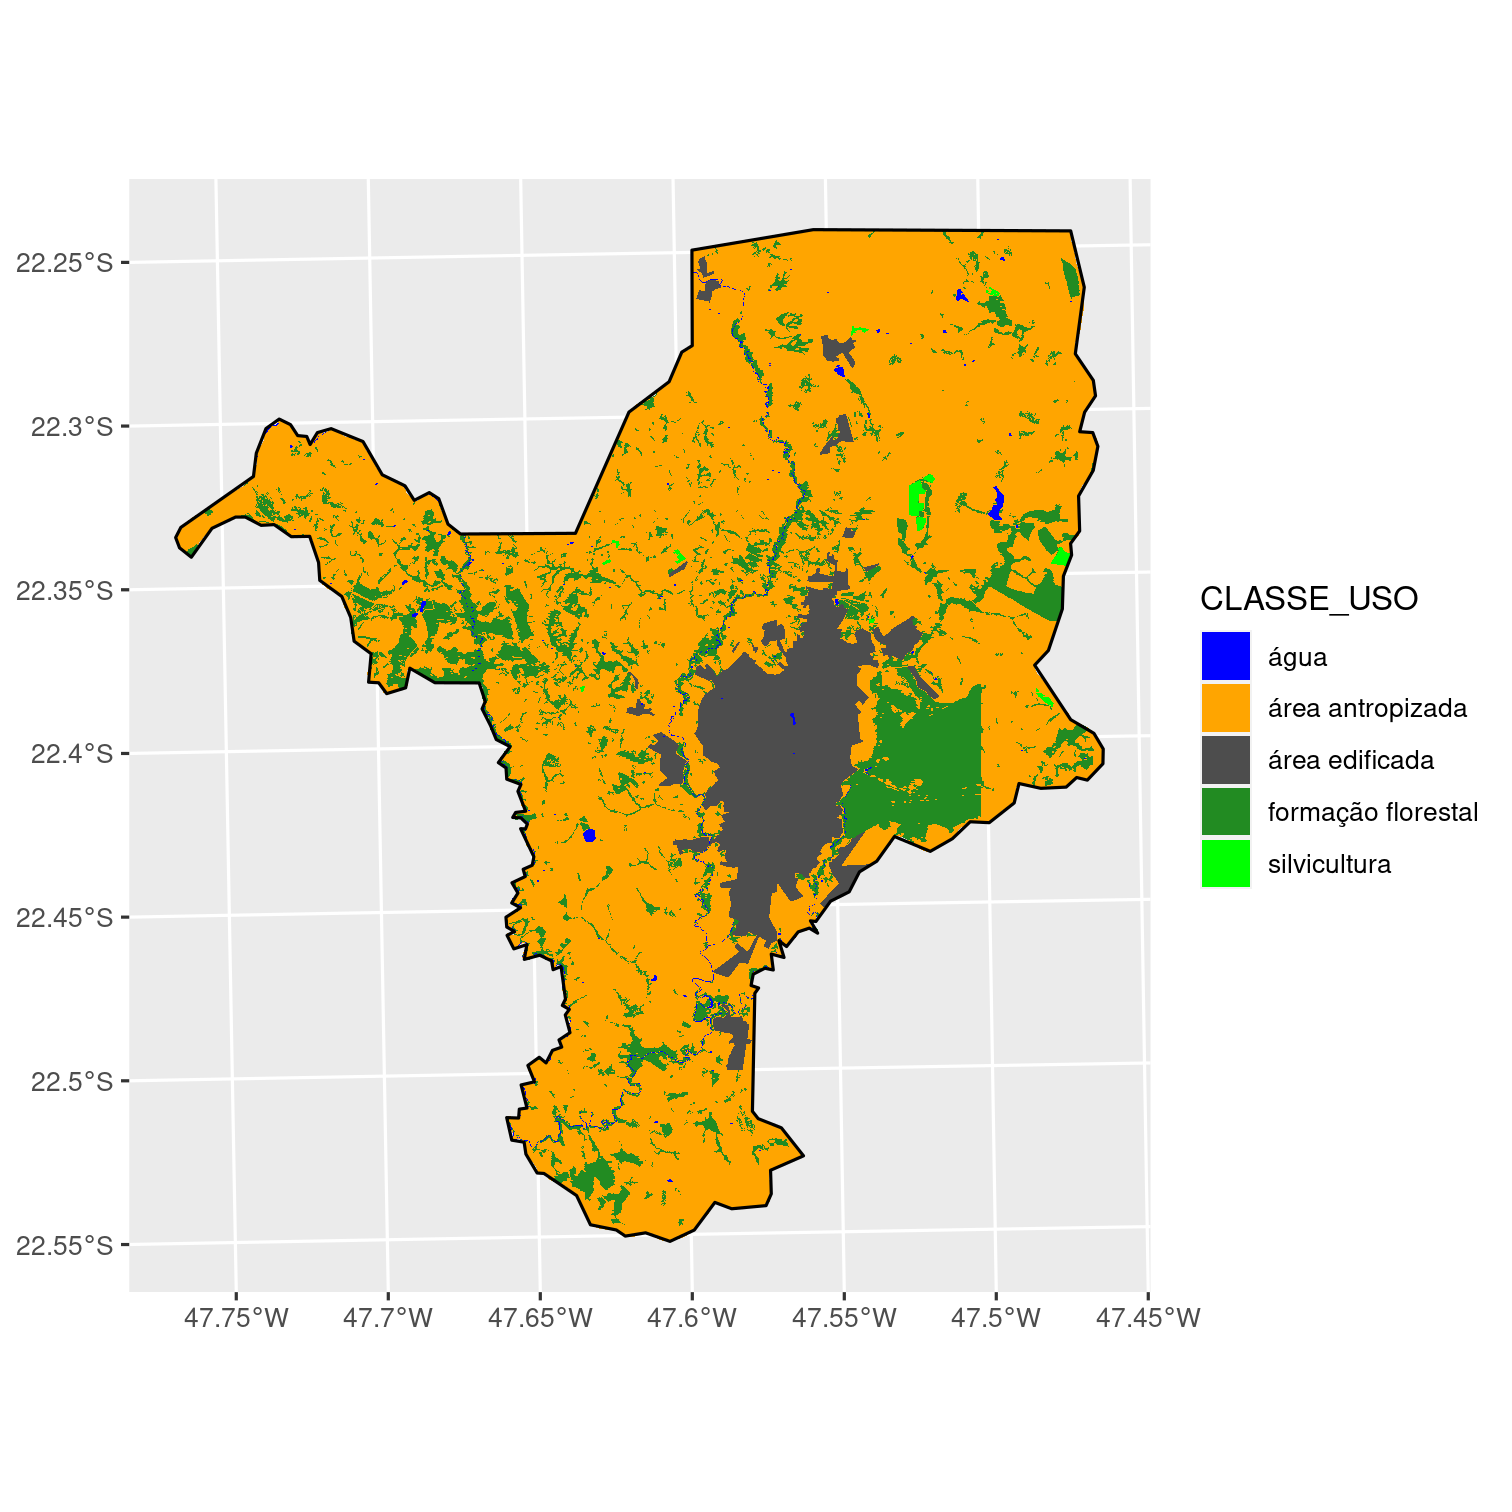 22.25°S
22.3°S
22.35°S
22.4°S
22.45°S
22.5°S
22.55°S
47.75°W
47.7°W
47.65°W
47.6°W
47.55°W
47.5°W
47.45°W
CLASSE_USO
água
área antropizada
área edificada
formação florestal
silvicultura